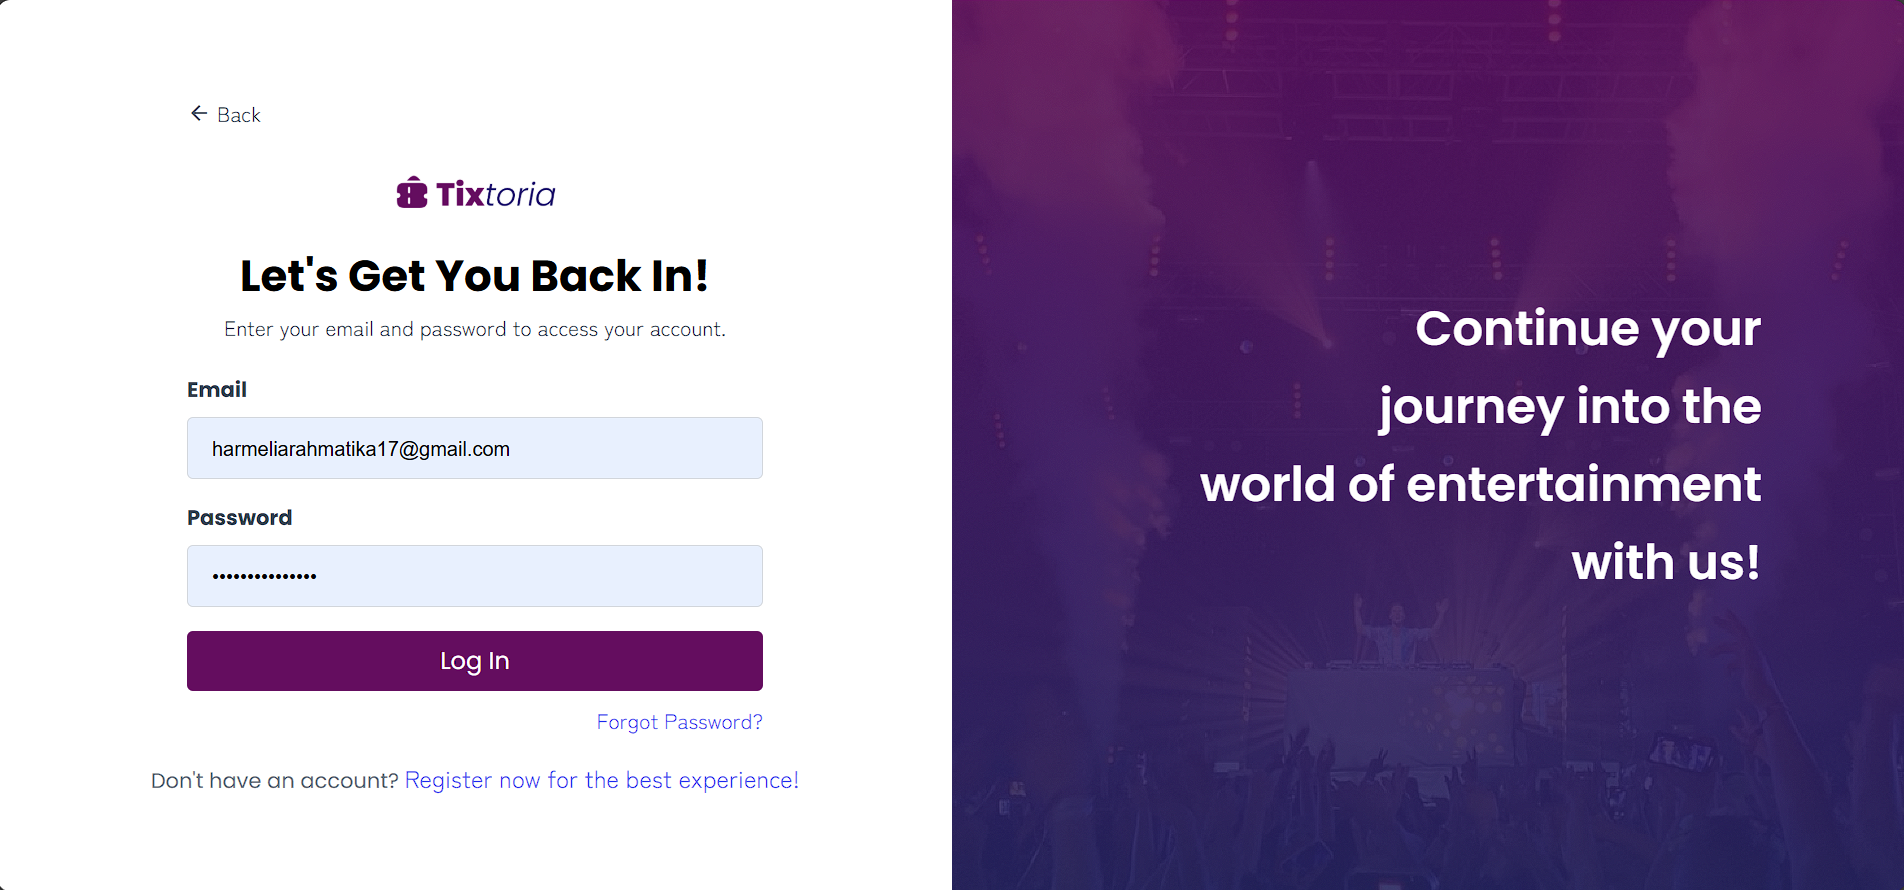 ← Back
Tixtoria
Let's Get You Back In!
Enter your email and password to access your account.
Email
harmeliarahmatika17@gmail.com
Password
•••••••••••••••
Log In
Forgot Password?
Don't have an account? Register now for the best experience!
Continue your
journey into the
world of entertainment
with us!